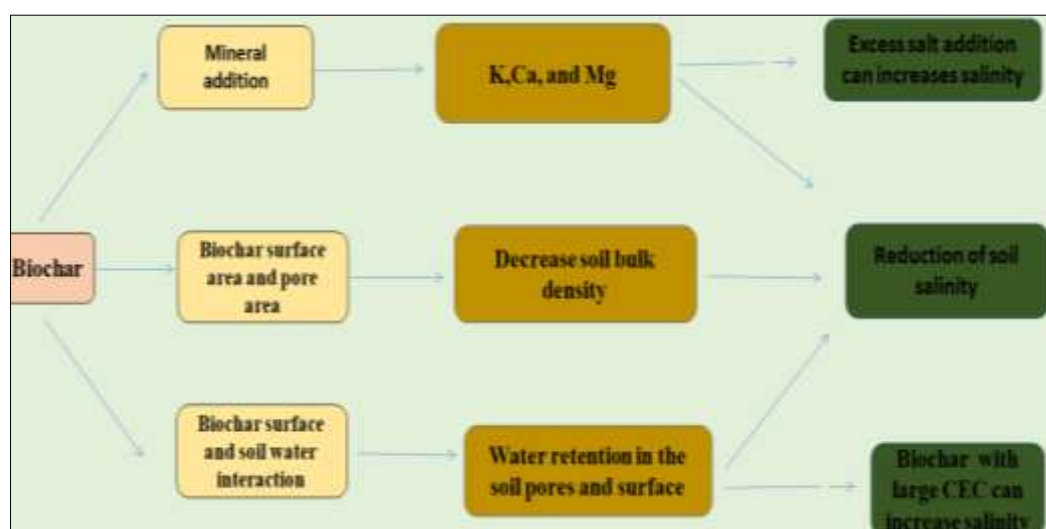 Mineral
addition
K,Ca, and Mg
Excess salt addition
can increases salinity
Biochar
Biochar surface
area and pore
area
Decrease soil bulk
density
Reduction of soil
salinity
Biochar surface
and soil water
interaction
Water retention in the
soil pores and surface
Biochar with
large CEC can
increase salinity